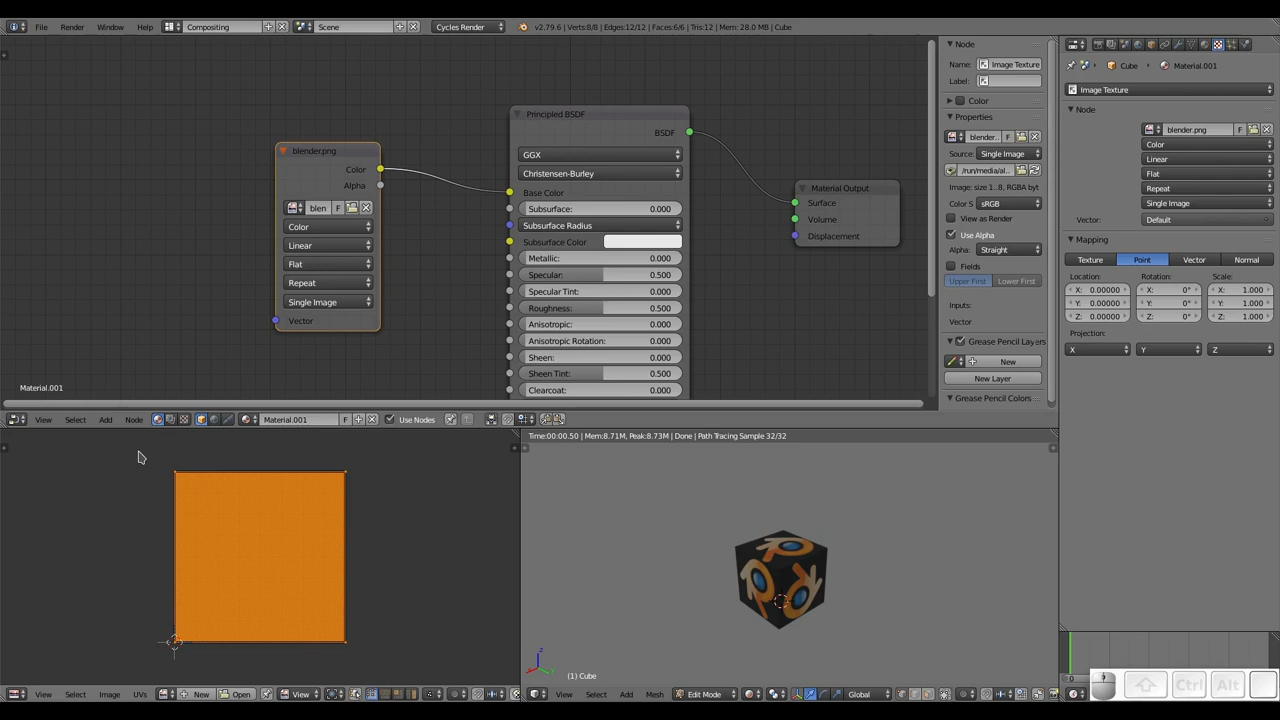 File Render Window Help Compositing Scene Cycles Render v2.79.6 | Verts:8/8 | Edges:12/12 | Faces:6/6 | Tris:12 | Mem: 28.0 MB | Cube
Node
Name: Image Texture
Label:
Color
Properties
blender.
Source: Single Image
/run/media/al..
Image: size 1..8, RGBA byt
Color S sRGB
View as Render
Use Alpha
Alpha: Straight
Fields
Upper First Lower First
Inputs:
Vector
Grease Pencil Layers
New
New Layer
Grease Pencil Colors
Cube Material.001
Image Texture
Node
blender.png F
Color
Linear
Flat
Repeat
Single Image
Vector: Default
Mapping
Texture Point Vector Normal
Location: Rotation: Scale:
X: 0.00000 X: 0° X: 1.000
Y: 0.00000 Y: 0° Y: 1.000
Z: 0.00000 Z: 0° Z: 1.000
Projection:
X Y Z
blender.png
Color
Alpha
blen F
Color
Linear
Flat
Repeat
Single Image
Vector
Principled BSDF
BSDF
GGX
Christensen-Burley
Base Color
Subsurface: 0.000
Subsurface Radius
Subsurface Color
Metallic: 0.000
Specular: 0.500
Specular Tint: 0.000
Roughness: 0.500
Anisotropic: 0.000
Anisotropic Rotation: 0.000
Sheen: 0.000
Sheen Tint: 0.500
Clearcoat: 0.000
Material Output
Surface
Volume
Displacement
Material.001
View Select Add Node Material.001 F Use Nodes
Time:00:00.50 | Mem:8.71M, Peak:8.73M | Done | Path Tracing Sample 32/32
(1) Cube
View Select Image UVs New Open View
View Select Add Mesh Edit Mode Global
Ctrl Alt